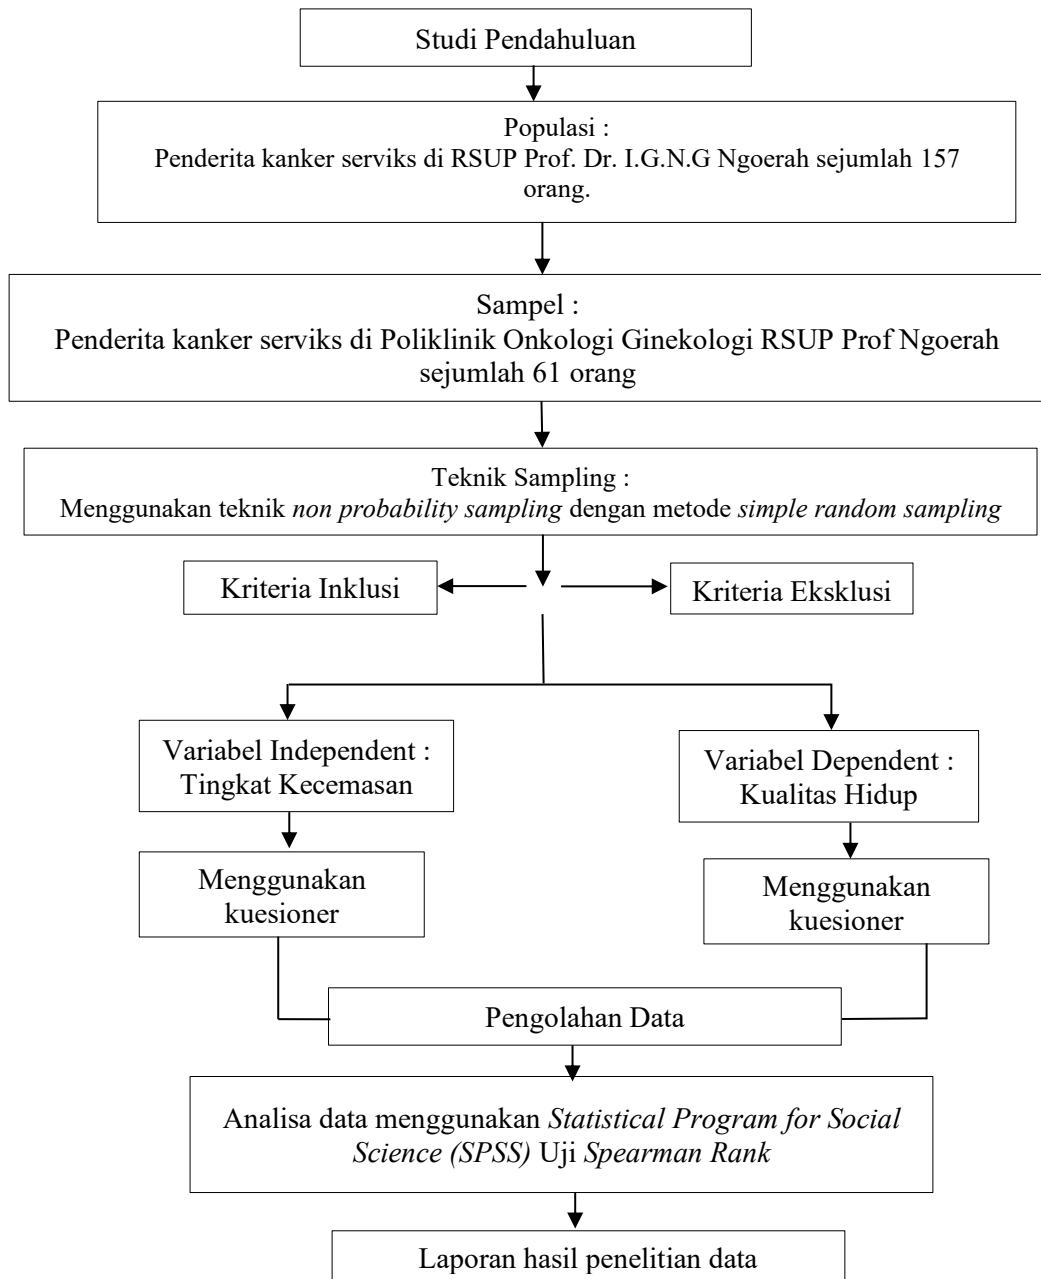 Studi Pendahuluan
Populasi :
Penderita kanker serviks di RSUP Prof. Dr. I.G.N.G Ngoerah sejumlah 157
orang.
Sampel :
Penderita kanker serviks di Poliklinik Onkologi Ginekologi RSUP Prof Ngoerah
sejumlah 61 orang
Teknik Sampling :
Menggunakan teknik non probability sampling dengan metode simple random sampling
Kriteria Inklusi
Kriteria Eksklusi
Variabel Independent :
Tingkat Kecemasan
Variabel Dependent :
Kualitas Hidup
Menggunakan
kuesioner
Menggunakan
kuesioner
Pengolahan Data
Analisa data menggunakan Statistical Program for Social
Science (SPSS) Uji Spearman Rank
Laporan hasil penelitian data